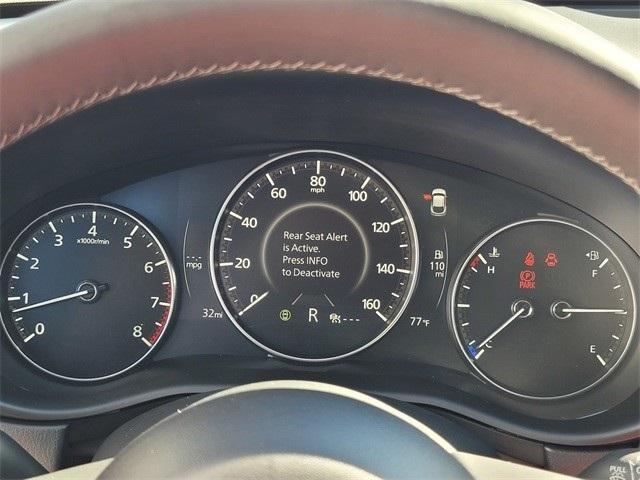 x1000r/min
0
1
2
3
4
5
6
7
8
--- mpg
32mi
0
20
40
60
80
mph
100
120
140
160
Rear Seat Alert
is Active.
Press INFO
to Deactivate
R
---
110
mi
77°F
H
C
PARK
F
E
PULL